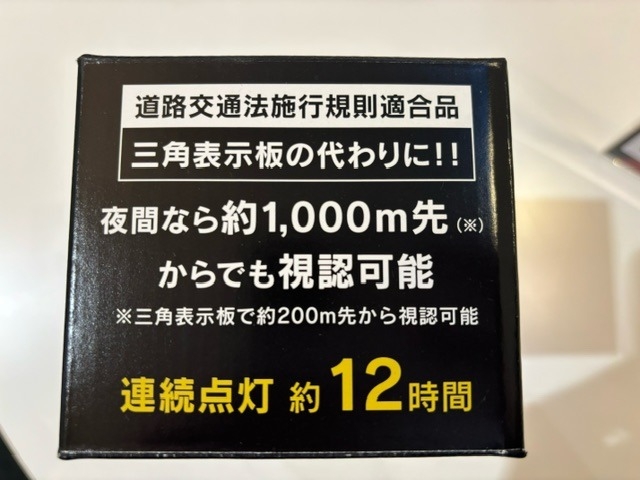 道路交通法施行規則適合品
三角表示板の代わりに!!
夜間なら約1,000m先(※)
からでも視認可能
※三角表示板で約200m先から視認可能
連続点灯 約12時間